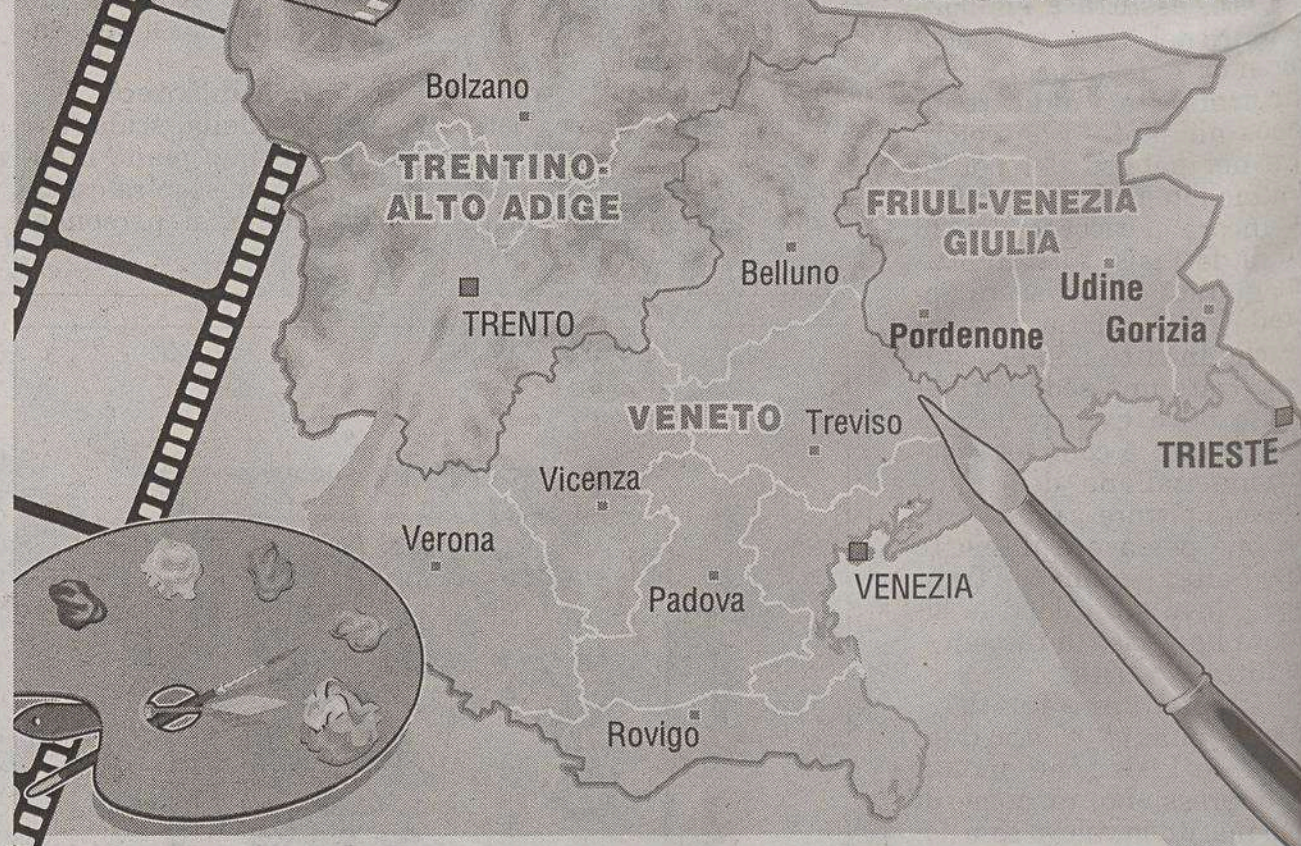 Bolzano
TRENTINO-
ALTO ADIGE
FRIULI-VENEZIA
GIULIA
Belluno
Udine
TRENTO
Pordenone
Gorizia
VENETO
Treviso
TRIESTE
Vicenza
Verona
Padova
VENEZIA
Rovigo